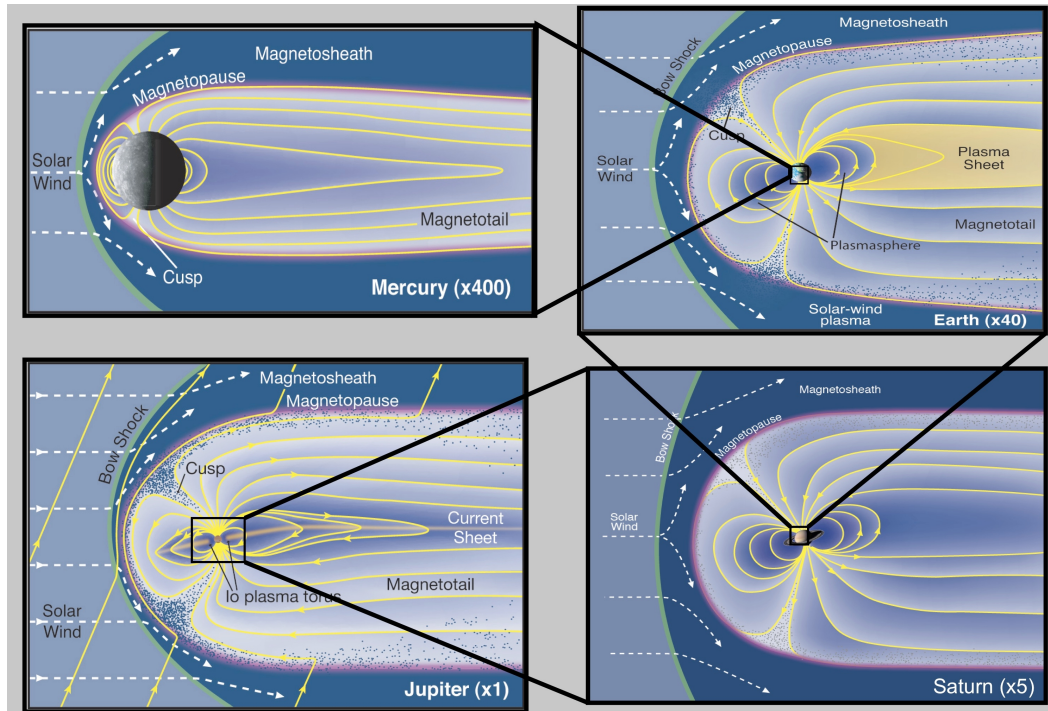 Magnetosheath
Magnetopause
Solar
Wind
Magnetotail
Cusp
Mercury (x400)
Magnetosheath
Magnetopause
Bow Shock
Cusp
Solar
Wind
Plasma
Sheet
Magnetotail
Plasmasphere
Solar-wind
plasma
Earth (x40)
Magnetosheath
Magnetopause
Bow Shock
Cusp
Current
Sheet
Magnetotail
Io plasma torus
Solar
Wind
Jupiter (x1)
Magnetosheath
Magnetopause
Bow Shock
Solar
Wind
Saturn (x5)